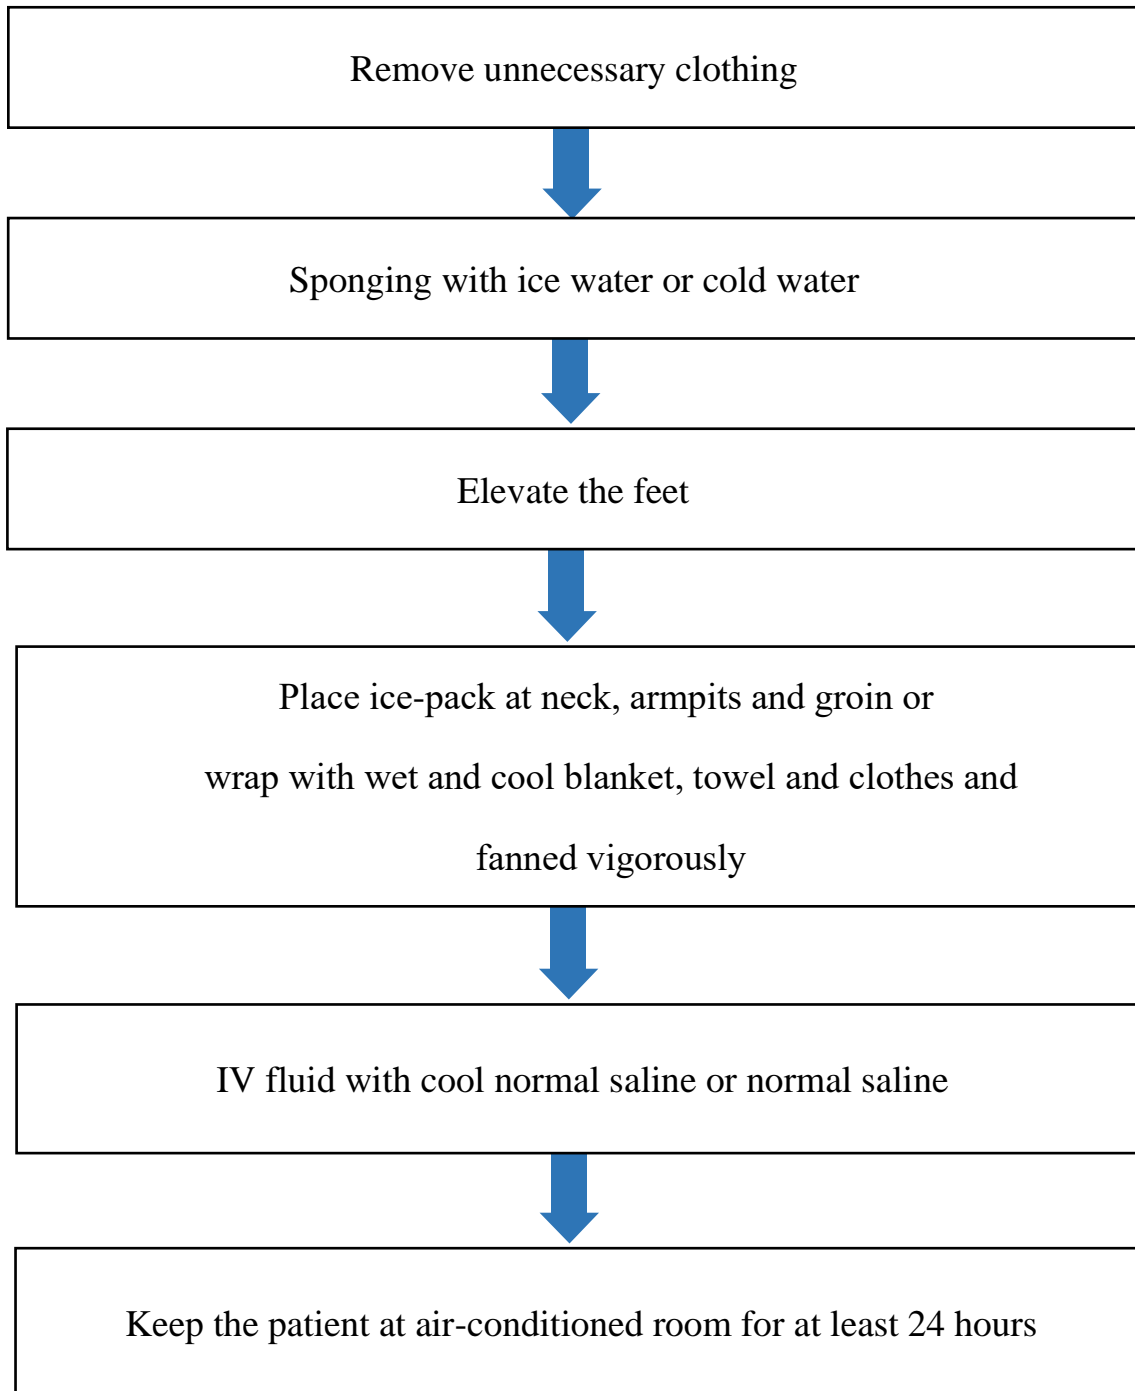 Remove unnecessary clothing
Sponging with ice water or cold water
Elevate the feet
Place ice-pack at neck, armpits and groin or
wrap with wet and cool blanket, towel and clothes and
fanned vigorously
IV fluid with cool normal saline or normal saline
Keep the patient at air-conditioned room for at least 24 hours